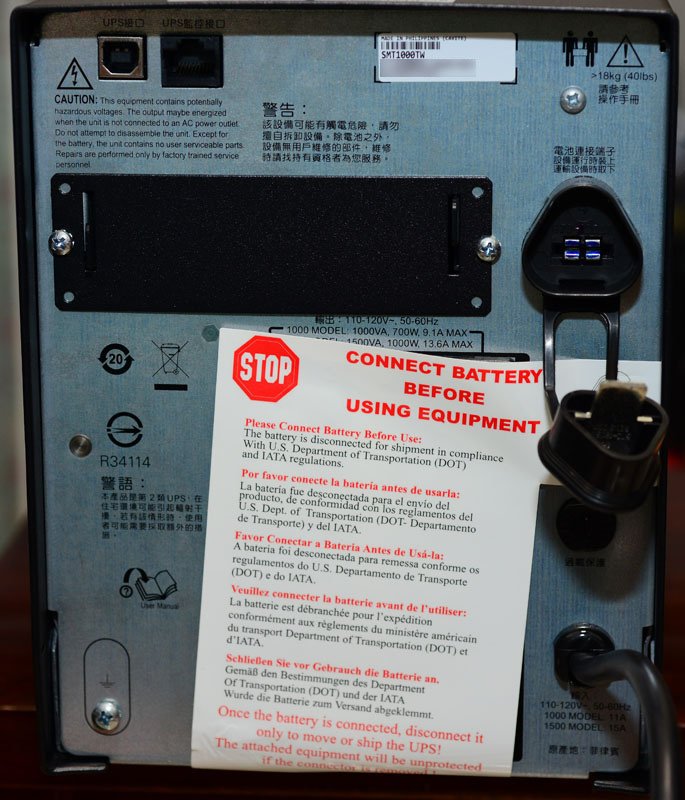 UPS接口 UPS監控接口
MADE IN PHILIPPINES (CAVITE)
SMT1000TW
>18kg (40lbs)
請參考
操作手冊
CAUTION: This equipment contains potentially
hazardous voltages. The output maybe energized
when the unit is not connected to an AC power outlet.
Do not attempt to disassemble the unit. Except for
the battery, the unit contains no user serviceable parts.
Repairs are performed only by factory trained service
personnel.
警告:
該設備可能有觸電危險, 請勿
擅自拆卸設備。除電池之外,
設備無用戶維修的部件, 維修
時請找持有資格者為您服務。
電池連接端子
設備運行時裝上
運輸設備時取下
輸出: 110-120V~, 50-60Hz
1000 MODEL: 1000VA, 700W, 9.1A MAX
1500VA, 1000W, 13.6A MAX
20
R34114
警語:
本產品是第2類UPS, 在
住宅環境可能引起輻射干
擾, 若有該情形時, 使用
者可能需要採取額外的措
施。
?
User Manual
STOP
CONNECT BATTERY
BEFORE
USING EQUIPMENT
Please Connect Battery Before Use:
The battery is disconnected for shipment in compliance
With U.S. Department of Transportation (DOT)
and IATA regulations.
Por favor conecte la batería antes de usarla:
La batería fue desconectada para el envío del
producto, de conformidad con los reglamentos del
U.S. Dept. of Transportation (DOT- Departamento
de Transporte) y del IATA.
Favor Conectar a Bateria Antes de Usá-la:
A bateria foi desconectada para remessa conforme os
regulamentos do U.S. Departamento de Transporte
(DOT) e do IATA.
Veuillez connecter la batterie avant de l'utiliser:
La batterie est débranchée pour l'expédition
conformément aux règlements du ministère américain
du transport Department of Transportation (DOT) et
d'IATA.
Schließen Sie vor Gebrauch die Batterie an.
Gemäß den Bestimmungen des Department
Of Transportation (DOT) und der IATA
Wurde die Batterie zum Versand abgeklemmt.
Once the battery is connected, disconnect it
only to move or ship the UPS!
The attached equipment will be unprotected
if the connector is removed !
過載保護
輸入
110-120V~, 50-60Hz
1000 MODEL: 11A
1500 MODEL: 15A
原產地: 菲律賓